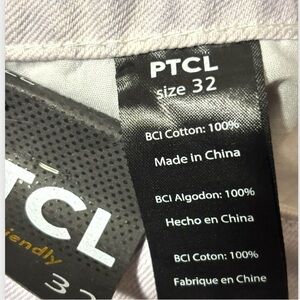 PTCL
size 32
BCI Cotton: 100%
Made in China
BCI Algodon: 100%
Hecho en China
BCI Coton: 100%
Fabrique en Chine
TCL
iendly
32